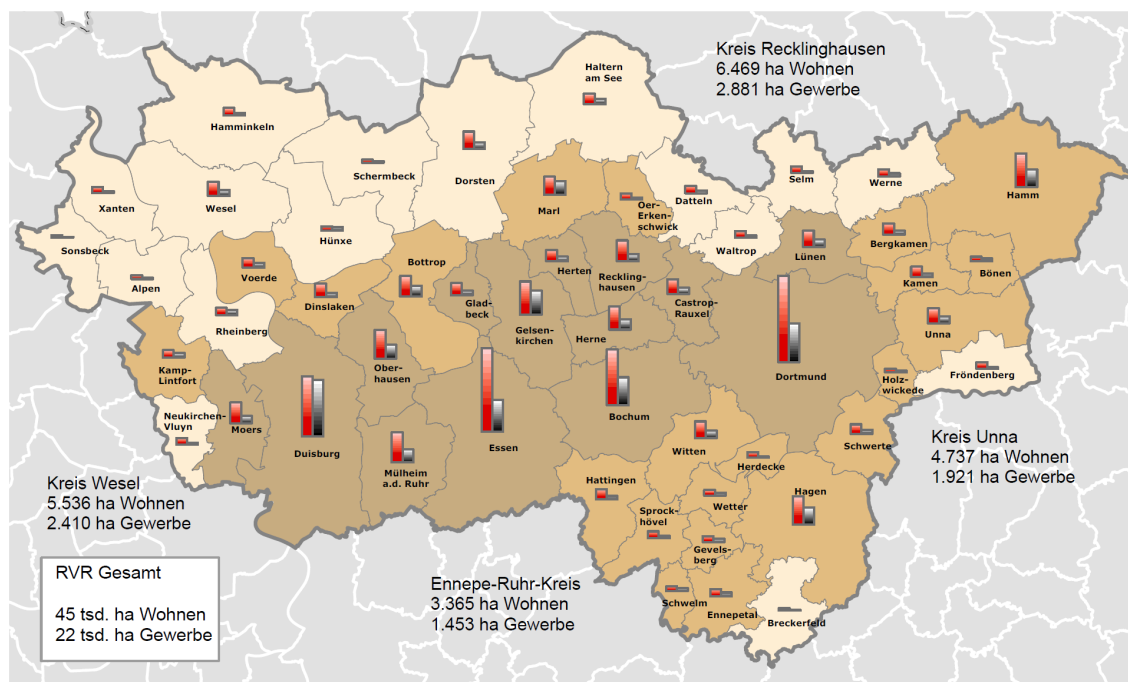 Kreis Recklinghausen
6.469 ha Wohnen
2.881 ha Gewerbe
Haltern
am See
Hamminkeln
Schermbeck
Dorsten
Selm
Werne
Hamm
Xanten
Wesel
Marl
Oer-
Erken-
schwick
Datteln
Sonsbeck
Hünxe
Waltrop
Lünen
Bergkamen
Alpen
Voerde
Bottrop
Herten
Reckling-
hausen
Bönen
Kamen
Dinslaken
Glad-
beck
Castrop-
Rauxel
Rheinberg
Gelsen-
kirchen
Herne
Unna
Kamp-
Lintfort
Ober-
hausen
Dortmund
Holz-
wickede
Fröndenberg
Neukirchen-
Vluyn
Moers
Duisburg
Mülheim
a.d. Ruhr
Essen
Bochum
Witten
Schwerte
Kreis Unna
4.737 ha Wohnen
1.921 ha Gewerbe
Herdecke
Kreis Wesel
5.536 ha Wohnen
2.410 ha Gewerbe
Hattingen
Wetter
Hagen
Sprock-
hövel
Gevels-
berg
RVR Gesamt
45 tsd. ha Wohnen
22 tsd. ha Gewerbe
Ennepe-Ruhr-Kreis
3.365 ha Wohnen
1.453 ha Gewerbe
Schwelm
Ennepetal
Breckerfeld